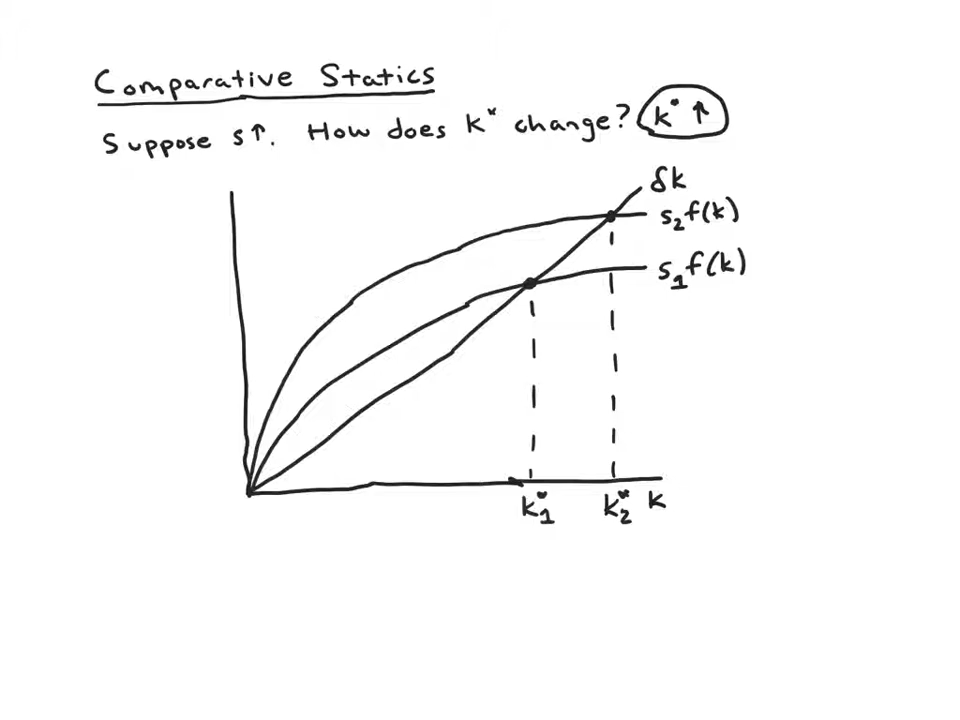 Comparative Statics
Suppose s↑. How does k* change? k* ↑
δk
s₂f(k)
s₁f(k)
k₁* k₂* k